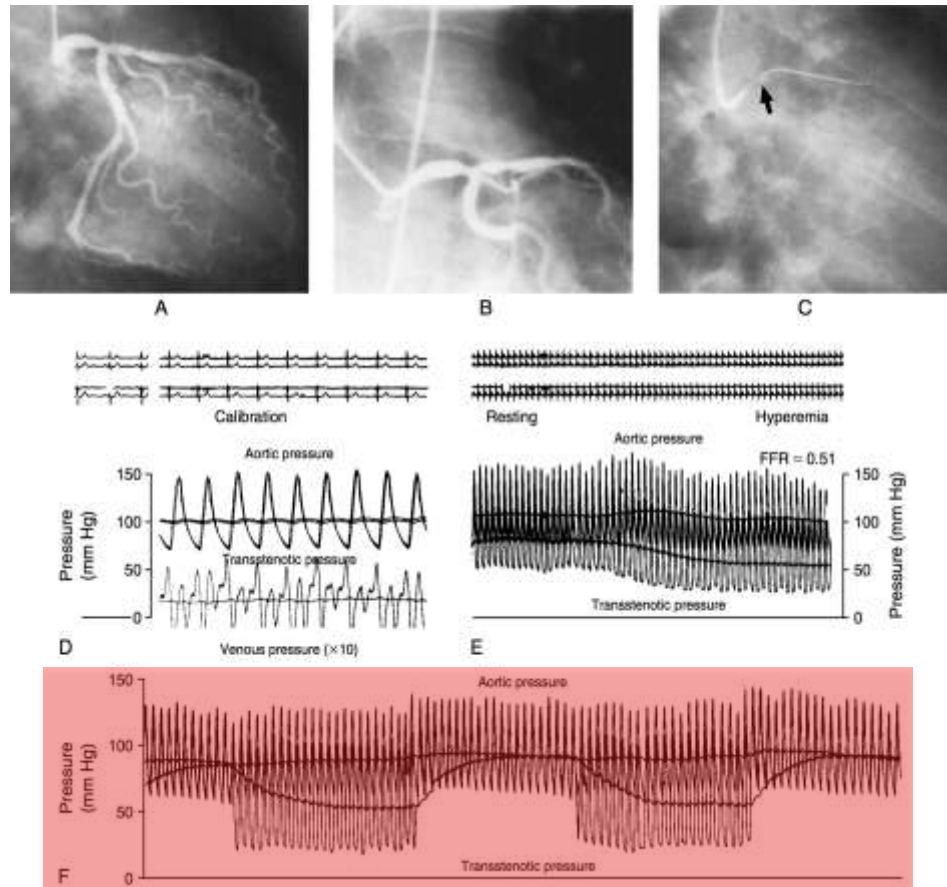 A
B
C
Calibration
Resting
Hyperemia
Aortic pressure
Aortic pressure
FFR = 0.51
150
100
50
0
Pressure
(mm Hg)
Transstenotic pressure
Transstenotic pressure
150
100
50
0
Pressure (mm Hg)
D
Venous pressure (×10)
E
150
100
50
0
Pressure
(mm Hg)
Aortic pressure
Transstenotic pressure
F